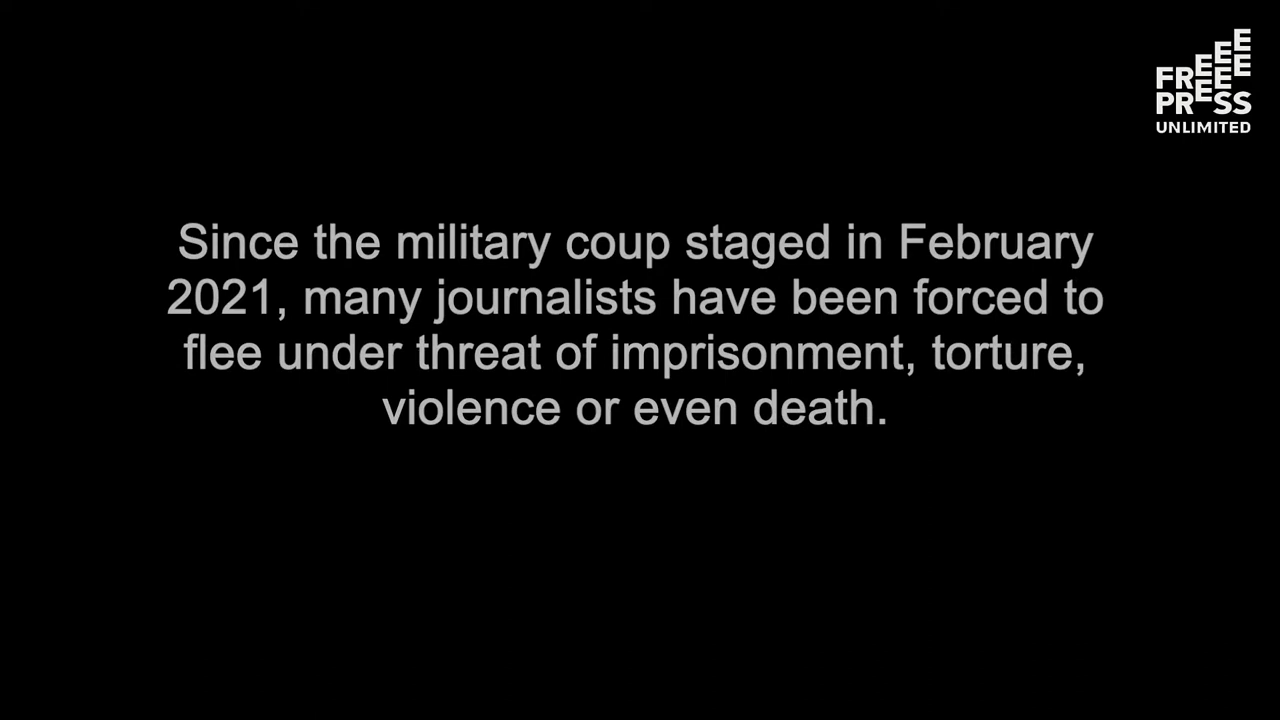 FREEEEEE
PRESS
UNLIMITED
Since the military coup staged in February
2021, many journalists have been forced to
flee under threat of imprisonment, torture,
violence or even death.